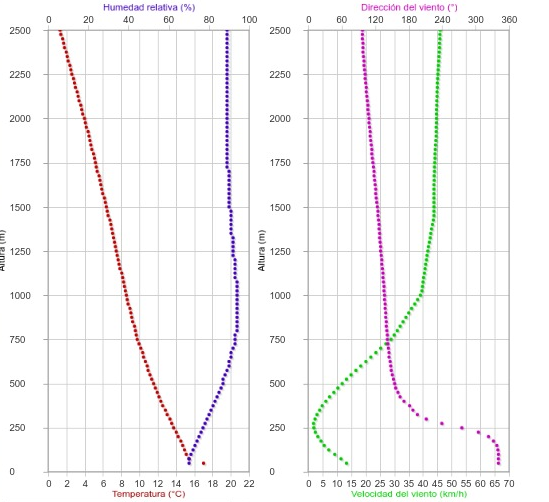 Humedad relativa (%)
0 20 40 60 80 100
2500
2250
2000
1750
1500
1250
1000
750
500
250
0
Altura (m)
0 2 4 6 8 10 12 14 16 18 20 22
Temperatura (°C)
Dirección del viento (°)
0 60 120 180 240 300 360
2500
2250
2000
1750
1500
1250
1000
750
500
250
0
Altura (m)
0 5 10 15 20 25 30 35 40 45 50 55 60 65 70
Velocidad del viento (km/h)